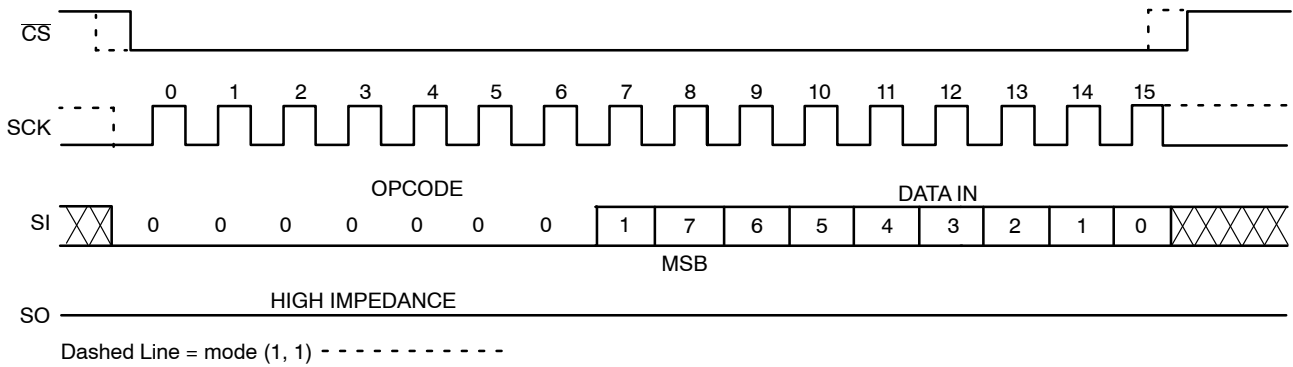 CS
0 1 2 3 4 5 6 7 8 9 10 11 12 13 14 15
SCK
OPCODE
DATA IN
SI 0 0 0 0 0 0 0 1 7 6 5 4 3 2 1 0
MSB
HIGH IMPEDANCE
SO
Dashed Line = mode (1, 1)